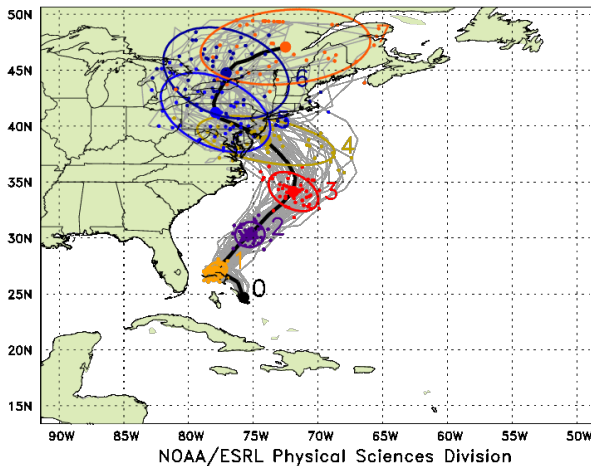 50N
45N
40N
35N
30N
25N
20N
15N
6
5
4
3
2
1
0
90W 85W 80W 75W 70W 65W 60W 55W 50W
NOAA/ESRL Physical Sciences Division